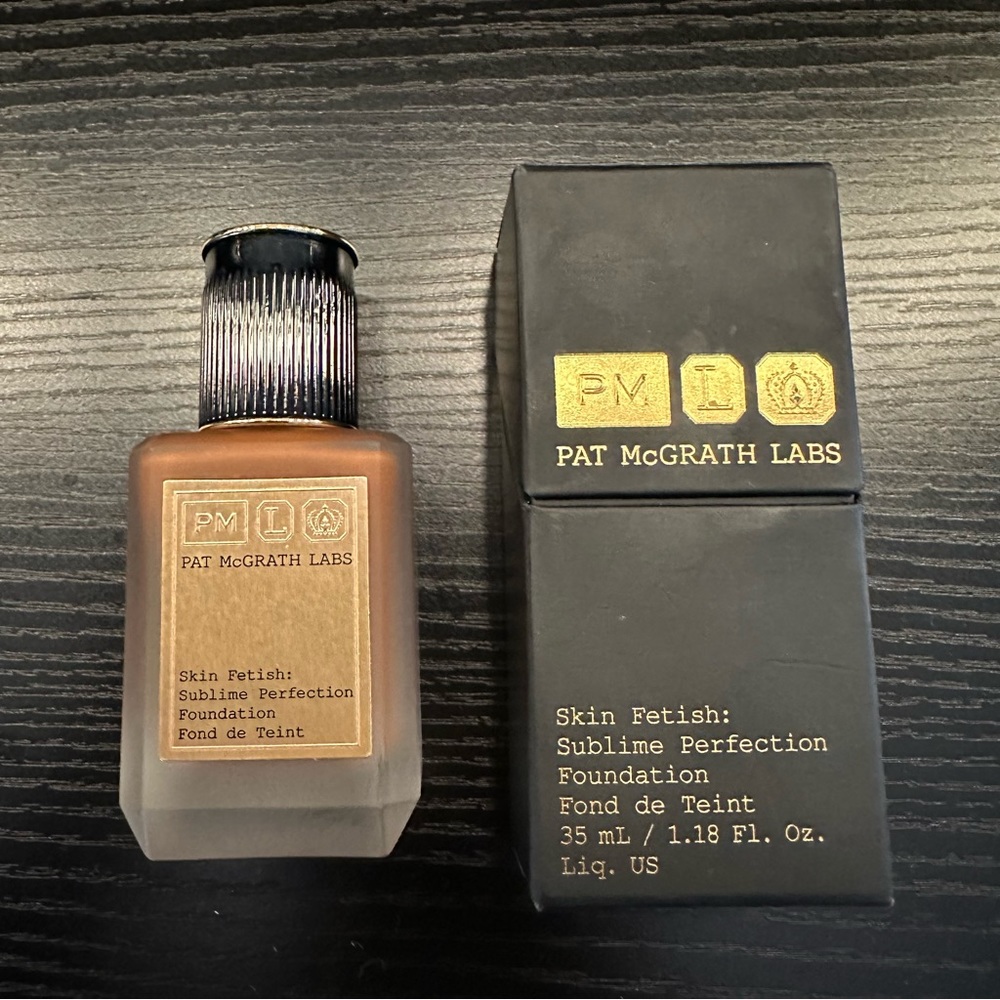 PM L
PAT McGRATH LABS
Skin Fetish:
Sublime Perfection
Foundation
Fond de Teint
PM L
PAT McGRATH LABS
Skin Fetish:
Sublime Perfection
Foundation
Fond de Teint
35 mL / 1.18 Fl. Oz.
Liq. US